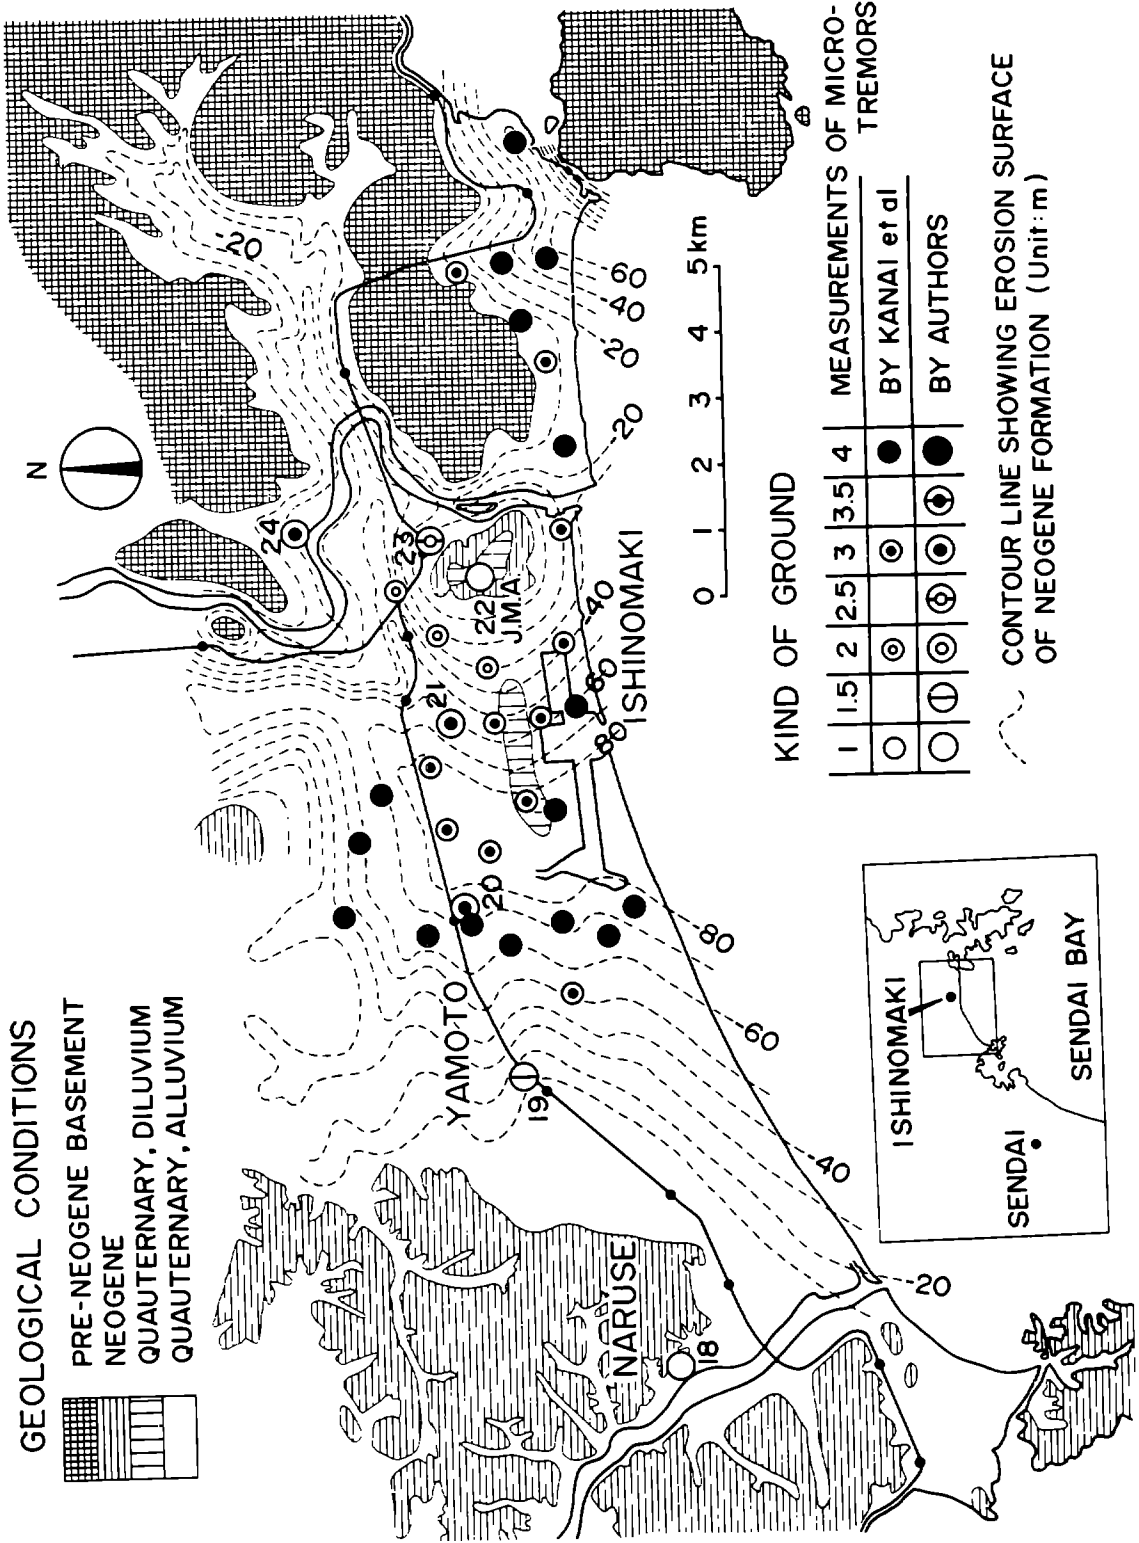 GEOLOGICAL CONDITIONS
PRE-NEOGENE BASEMENT
NEOGENE
QUAUTERNARY, DILUVIUM
QUAUTERNARY, ALLUVIUM
N
-20
24
23
22
J.M.A.
21
20
YAMOTO
19
NARUSE
18
ISHINOMAKI
-20
-40
-60
-80
-60
-40
-20
-20
-40
-60
-80
0 1 2 3 4 5 km
KIND OF GROUND
1 1.5 2 2.5 3 3.5 4 MEASUREMENTS OF MICRO-
TREMORS
BY KANAI et al
BY AUTHORS
CONTOUR LINE SHOWING EROSION SURFACE
OF NEOGENE FORMATION (Unit: m)
ISHINOMAKI
SENDAI
SENDAI BAY